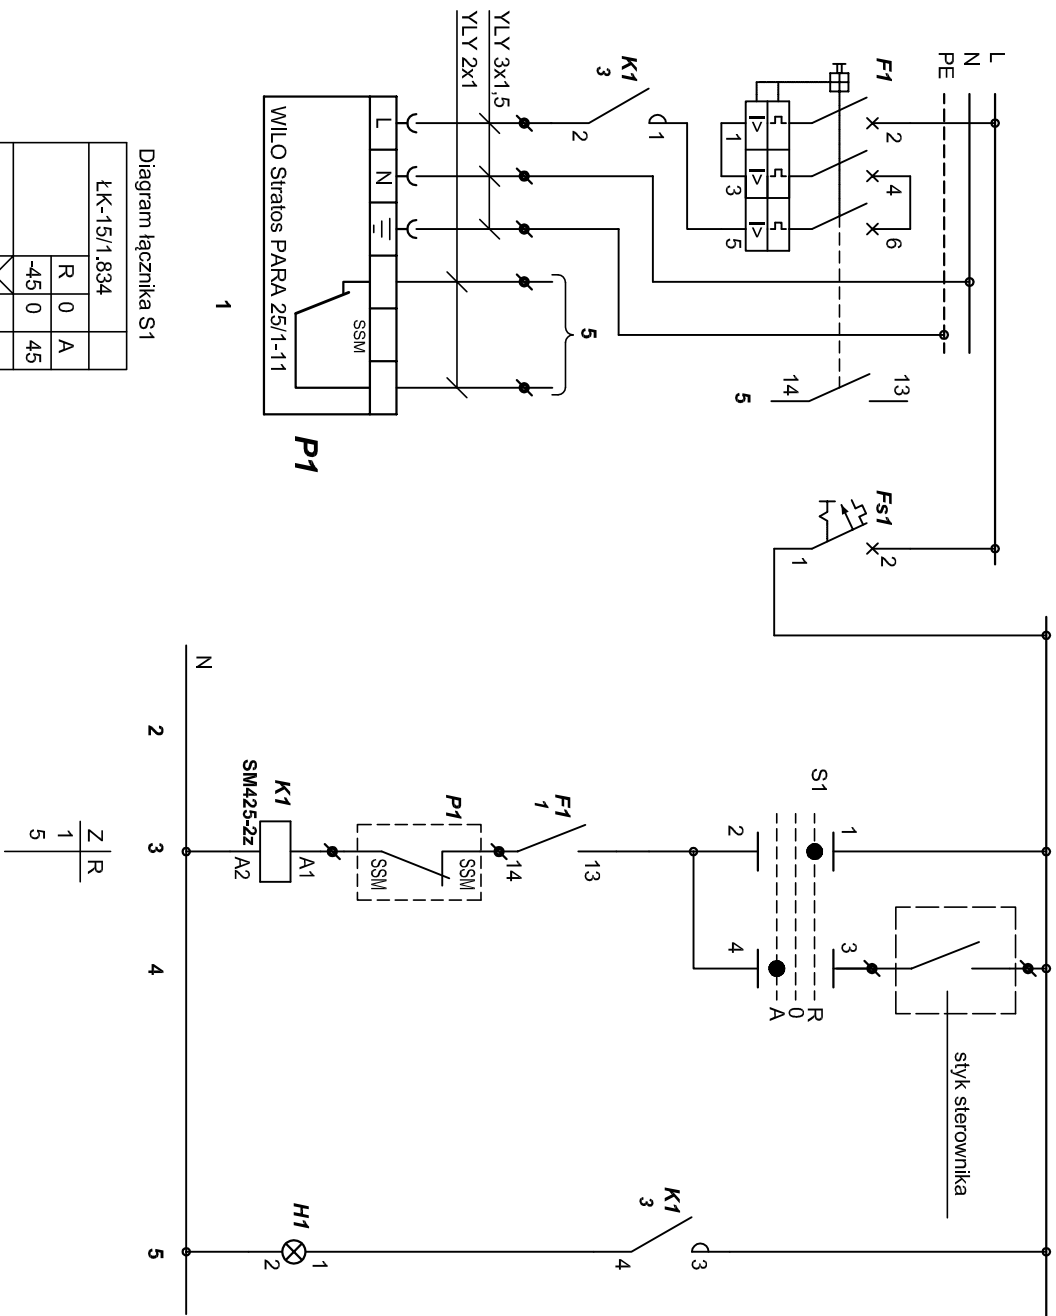 L
N
PE
F1
2
4
6
1
3
5
13
14
5
K1
3
1
2
YLY 3x1,5
YLY 2x1
L
N
SSM
WILO Stratos PARA 25/1-11
5
P1
1
Fs1
2
1
Diagram łącznika S1
ŁK-15/1.834
R 0 A
-45 0 45
N
S1
1
2
3
4
R
0
A
styk sterownika
F1
1
13
14
P1
SSM
SSM
K1
SM425-2z
A1
A2
K1
3
3
4
H1
1
2
2
3
4
5
Z R
1
5